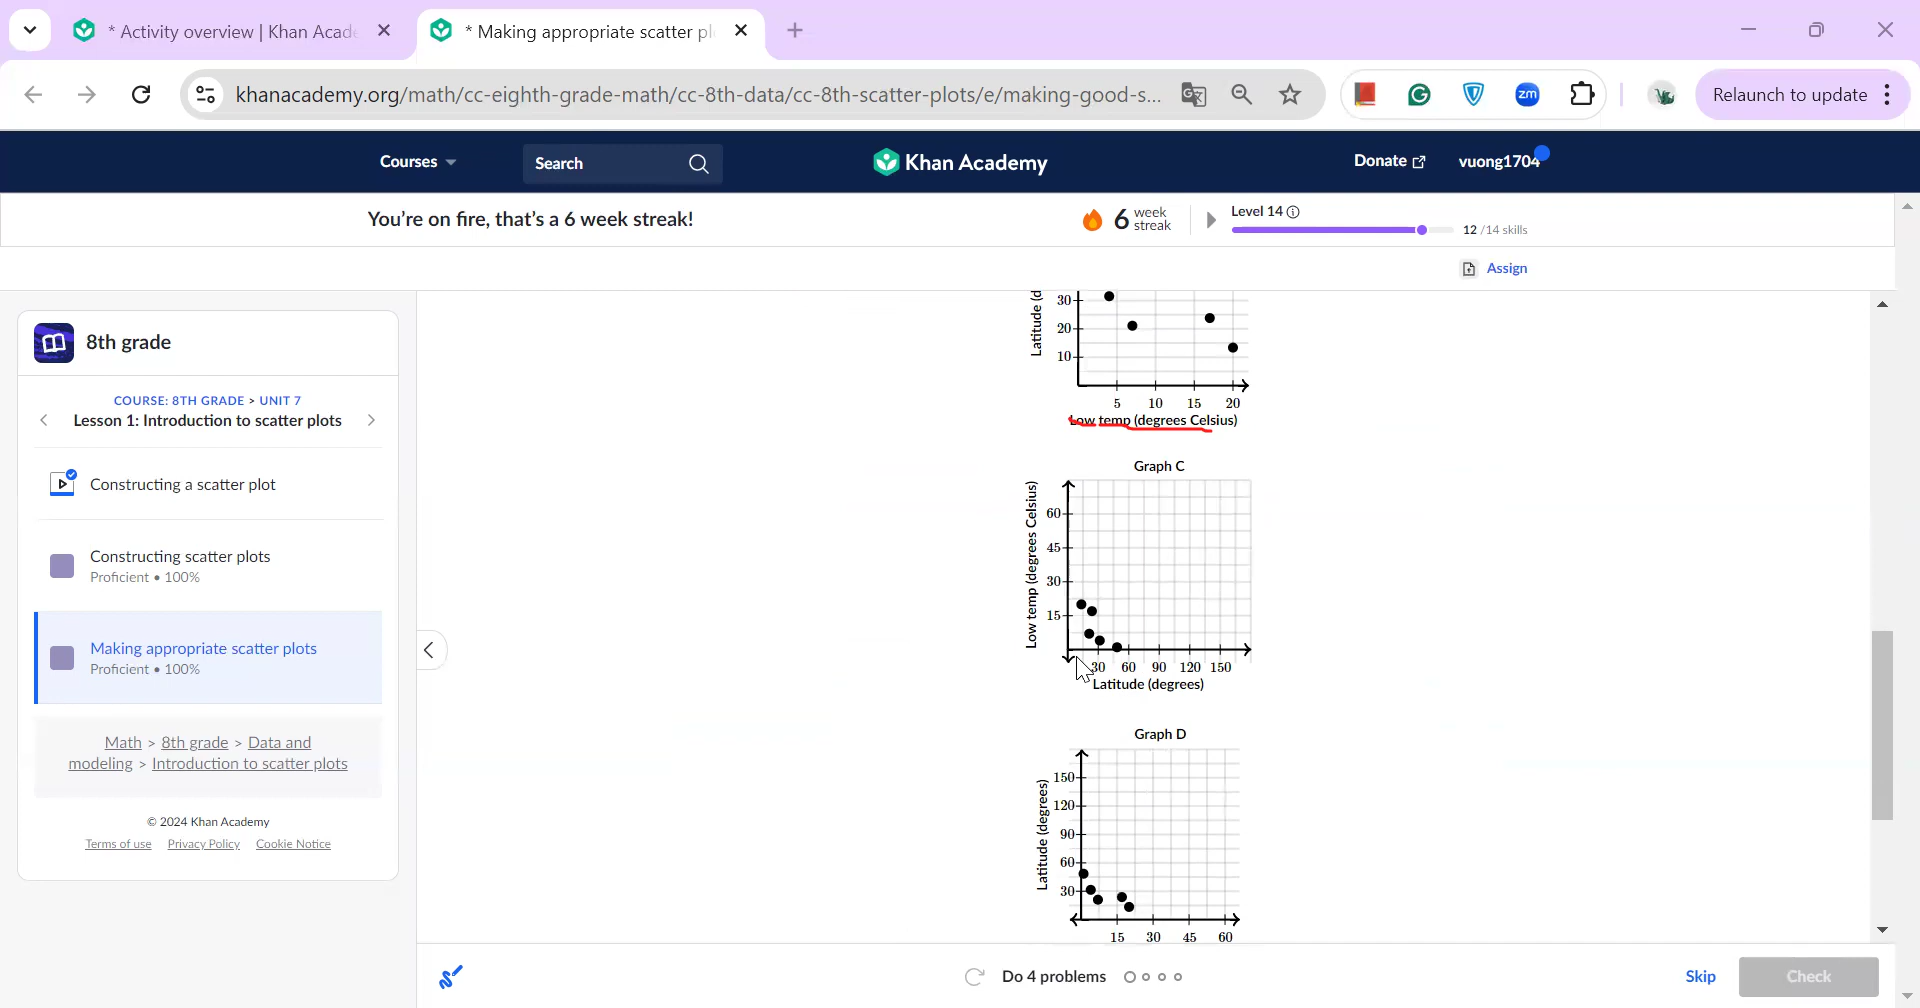 * Activity overview | Khan Acade
* Making appropriate scatter pl
khanacademy.org/math/cc-eighth-grade-math/cc-8th-data/cc-8th-scatter-plots/e/making-good-s...
zm
Relaunch to update
Courses
Search
Khan Academy
Donate
vuong1704
You're on fire, that's a 6 week streak!
6 week streak
Level 14
12 /14 skills
Assign
8th grade
COURSE: 8TH GRADE > UNIT 7
Lesson 1: Introduction to scatter plots
Constructing a scatter plot
Constructing scatter plots
Proficient • 100%
Making appropriate scatter plots
Proficient • 100%
Math > 8th grade > Data and
modeling > Introduction to scatter plots
© 2024 Khan Academy
Terms of use Privacy Policy Cookie Notice
Latitude (d
30
20
10
5 10 15 20
Low temp (degrees Celsius)
Graph C
Low temp (degrees Celsius)
60
45
30
15
30 60 90 120 150
Latitude (degrees)
Graph D
Latitude (degrees)
150
120
90
60
30
15 30 45 60
Do 4 problems
Skip
Check